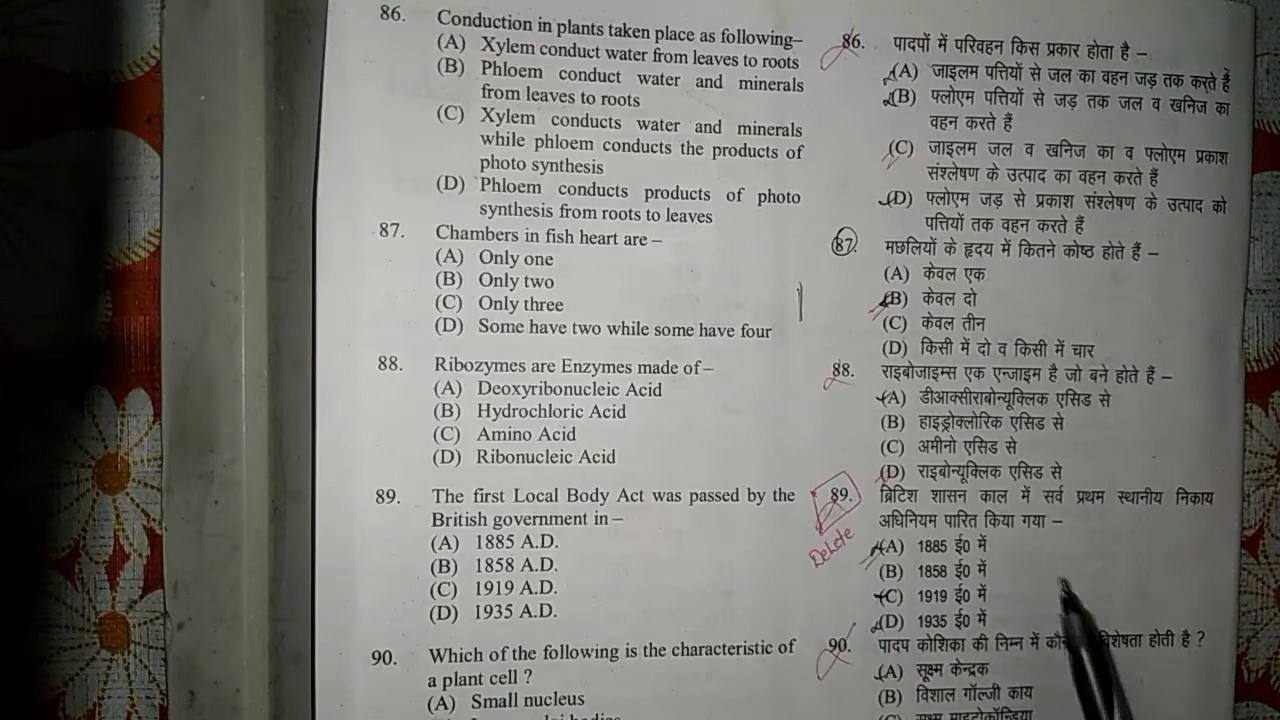 86. Conduction in plants taken place as following–
(A) Xylem conduct water from leaves to roots
(B) Phloem conduct water and minerals
from leaves to roots
(C) Xylem conducts water and minerals
while phloem conducts the products of
photo synthesis
(D) Phloem conducts products of photo
synthesis from roots to leaves
87. Chambers in fish heart are –
(A) Only one
(B) Only two
(C) Only three
(D) Some have two while some have four
88. Ribozymes are Enzymes made of –
(A) Deoxyribonucleic Acid
(B) Hydrochloric Acid
(C) Amino Acid
(D) Ribonucleic Acid
89. The first Local Body Act was passed by the
British government in –
(A) 1885 A.D.
(B) 1858 A.D.
(C) 1919 A.D.
(D) 1935 A.D.
90. Which of the following is the characteristic of
a plant cell ?
(A) Small nucleus
86. पादपों में परिवहन किस प्रकार होता है –
(A) जाइलम पत्तियों से जल का वहन जड़ तक करते हैं
(B) फ्लोएम पत्तियों से जड़ तक जल व खनिज का
वहन करते हैं
(C) जाइलम जल व खनिज का व फ्लोएम प्रकाश
संश्लेषण के उत्पाद का वहन करते हैं
(D) फ्लोएम जड़ से प्रकाश संश्लेषण के उत्पाद को
पत्तियों तक वहन करते हैं
87. मछलियों के हृदय में कितने कोष्ठ होते हैं –
(A) केवल एक
(B) केवल दो
(C) केवल तीन
(D) किसी में दो व किसी में चार
88. राइबोजाइम्स एक एन्जाइम है जो बने होते हैं –
(A) डीआक्सीराबोन्यूक्लिक एसिड से
(B) हाइड्रोक्लोरिक एसिड से
(C) अमीनो एसिड से
(D) राइबोन्यूक्लिक एसिड से
89. ब्रिटिश शासन काल में सर्व प्रथम स्थानीय निकाय
अधिनियम पारित किया गया –
Delete
(A) 1885 ई0 में
(B) 1858 ई0 में
(C) 1919 ई0 में
(D) 1935 ई0 में
90. पादप कोशिका की निम्न में होती है ?
(A) सूक्ष्म केन्द्रक
(B) विशाल गॉल्जी काय